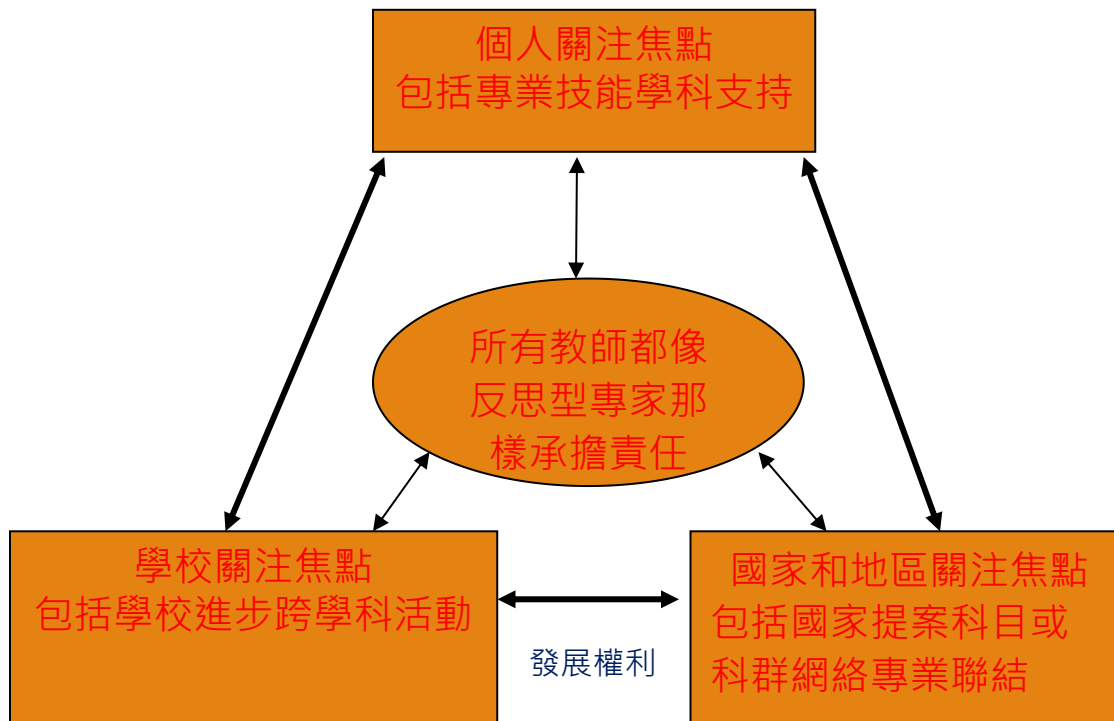 個人關注焦點
包括專業技能學科支持
所有教師都像
反思型專家那
樣承擔責任
學校關注焦點
包括學校進步跨學科活動
國家和地區關注焦點
包括國家提案科目或
科群網絡專業聯結
發展權利